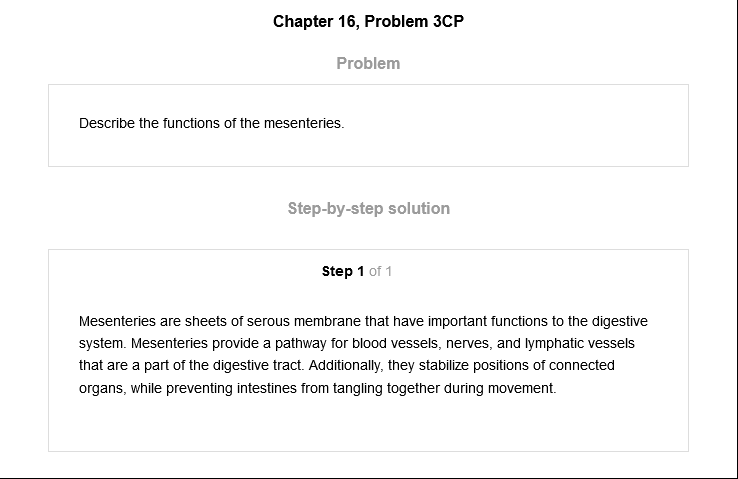 Chapter 16, Problem 3CP
Problem
Describe the functions of the mesenteries.
Step-by-step solution
Step 1 of 1
Mesenteries are sheets of serous membrane that have important functions to the digestive
system. Mesenteries provide a pathway for blood vessels, nerves, and lymphatic vessels
that are a part of the digestive tract. Additionally, they stabilize positions of connected
organs, while preventing intestines from tangling together during movement.